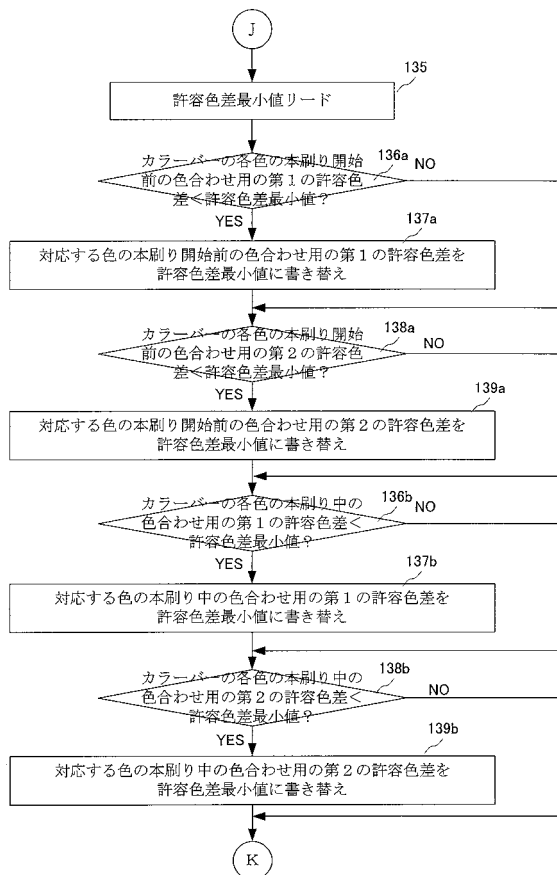 J
135
許容色差最小値リード
カラーバーの各色の本刷り開始
前の色合わせ用の第1の許容色
差<許容色差最小値?
136a
NO
YES
137a
対応する色の本刷り開始前の色合わせ用の第1の許容色差を
許容色差最小値に書き替え
カラーバーの各色の本刷り開始
前の色合わせ用の第2の許容色
差<許容色差最小値?
138a
NO
YES
139a
対応する色の本刷り開始前の色合わせ用の第2の許容色差を
許容色差最小値に書き替え
カラーバーの各色の本刷り中の
色合わせ用の第1の許容色差<
許容色差最小値?
136b
NO
YES
137b
対応する色の本刷り中の色合わせ用の第1の許容色差を
許容色差最小値に書き替え
カラーバーの各色の本刷り中の
色合わせ用の第2の許容色差<
許容色差最小値?
138b
NO
YES
139b
対応する色の本刷り中の色合わせ用の第2の許容色差を
許容色差最小値に書き替え
K